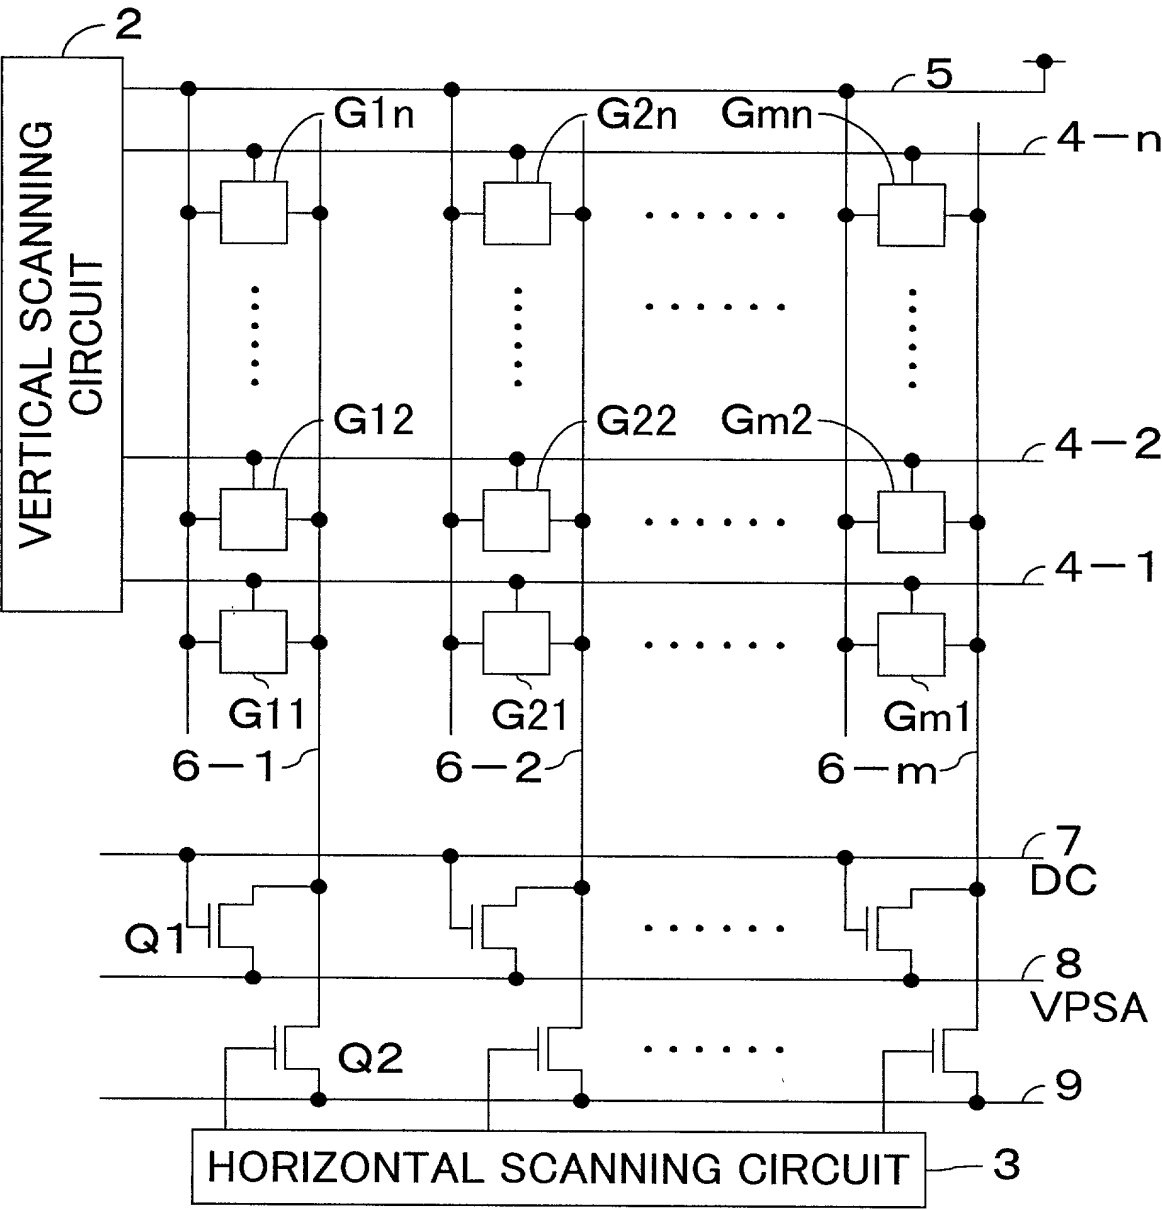 2
5
G1n
G2n
Gmn
4-n
VERTICAL SCANNING
CIRCUIT
G12
G22
Gm2
4-2
4-1
G11
G21
Gm1
6-1
6-2
6-m
7
DC
Q1
8
VPSA
Q2
9
HORIZONTAL SCANNING CIRCUIT
3